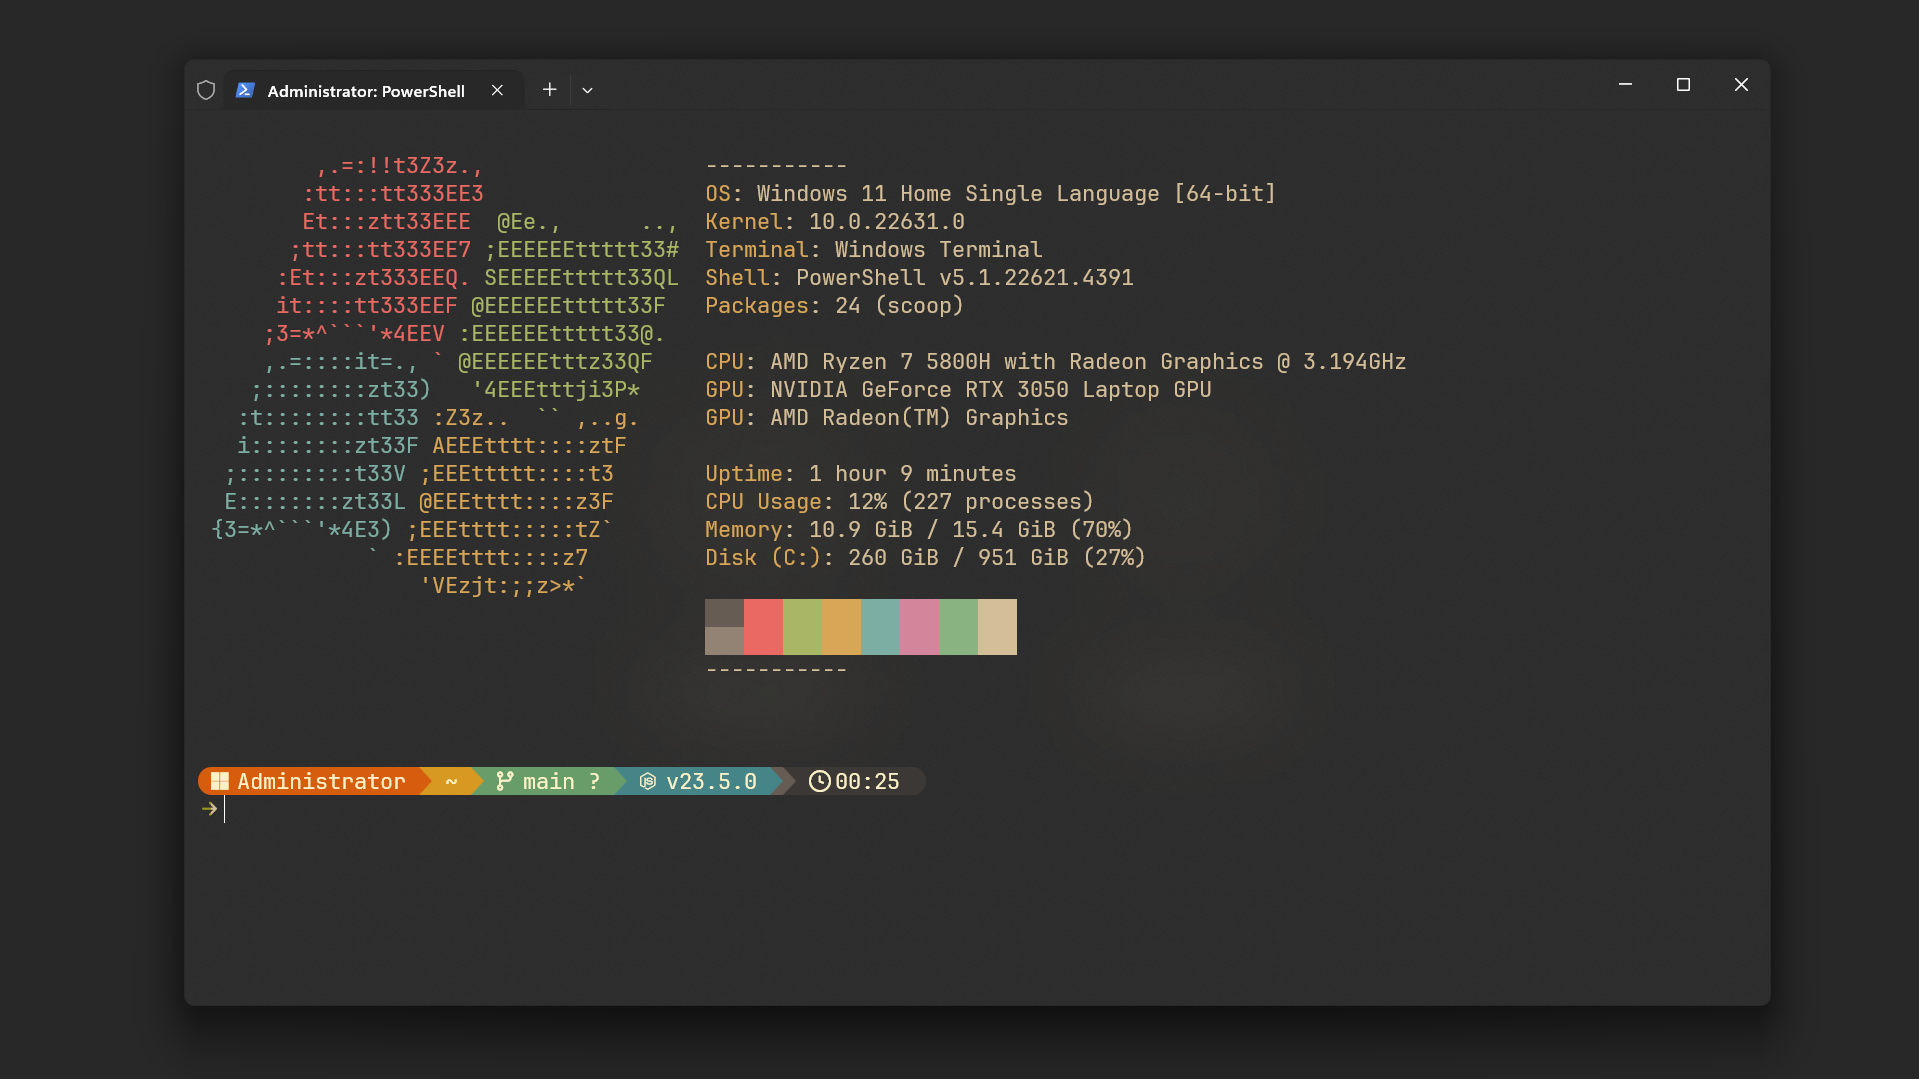 Administrator: PowerShell
,.=:!!t3Z3z.,                 -----------
:tt:::tt333EE3                 OS: Windows 11 Home Single Language [64-bit]
Et:::ztt33EEE  @Ee.,      ..,  Kernel: 10.0.22631.0
;tt:::tt333EE7 ;EEEEEEttttt33#  Terminal: Windows Terminal
:Et:::zt333EEQ. SEEEEEttttt33QL  Shell: PowerShell v5.1.22621.4391
it::::tt333EEF @EEEEEEttttt33F   Packages: 24 (scoop)
;3=*^```'*4EEV :EEEEEEttttt33@.
,.=::::it=., ` @EEEEEEtttz33QF    CPU: AMD Ryzen 7 5800H with Radeon Graphics @ 3.194GHz
;::::::::zt33)   '4EEEtttji3P*     GPU: NVIDIA GeForce RTX 3050 Laptop GPU
:t::::::::tt33 :Z3z..  `` ,..g.     GPU: AMD Radeon(TM) Graphics
i::::::::zt33F AEEEtttt::::ztF
;:::::::::t33V ;EEEttttt::::t3       Uptime: 1 hour 9 minutes
E::::::::zt33L @EEEtttt::::z3F       CPU Usage: 12% (227 processes)
{3=*^```'*4E3) ;EEEtttt:::::tZ`       Memory: 10.9 GiB / 15.4 GiB (70%)
` :EEEEtttt::::z7         Disk (C:): 260 GiB / 951 GiB (27%)
'VEzjt:;;z>*`
-----------
Administrator ~ main ? v23.5.0 00:25
→